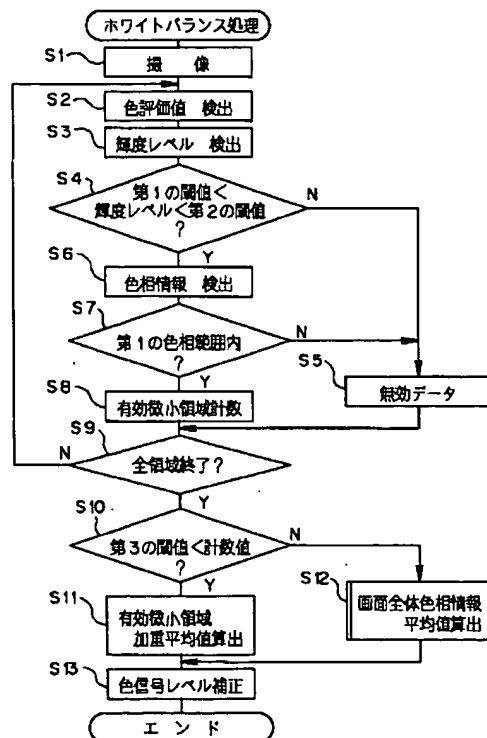 ホワイトバランス処理
S1
撮 像
S2
色評価値 検出
S3
輝度レベル 検出
S4
第1の閾値<
輝度レベル<第2の閾値
?
N
Y
S6
色相情報 検出
S7
第1の色相範囲内
?
N
Y
S5
無効データ
S8
有効微小領域計数
S9
N
全領域終了?
Y
S10
第3の閾値<計数値
?
N
Y
S11
有効微小領域
加重平均値算出
S12
画面全体色相情報
平均値算出
S13
色信号レベル補正
エ ン ド